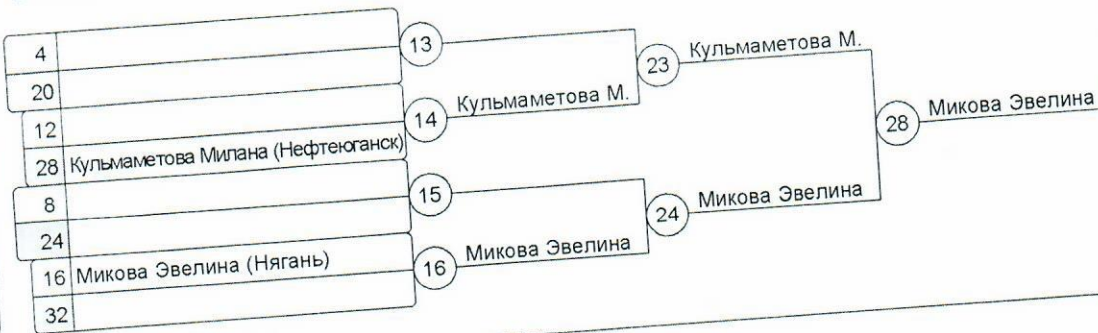 4
13
20
12
14 Кульмаметова М.
23 Кульмаметова М.
28 Кульмаметова Милана (Нефтеюганск)
28 Микова Эвелина
8
15
24
24 Микова Эвелина
16 Микова Эвелина (Нягань)
16 Микова Эвелина
32